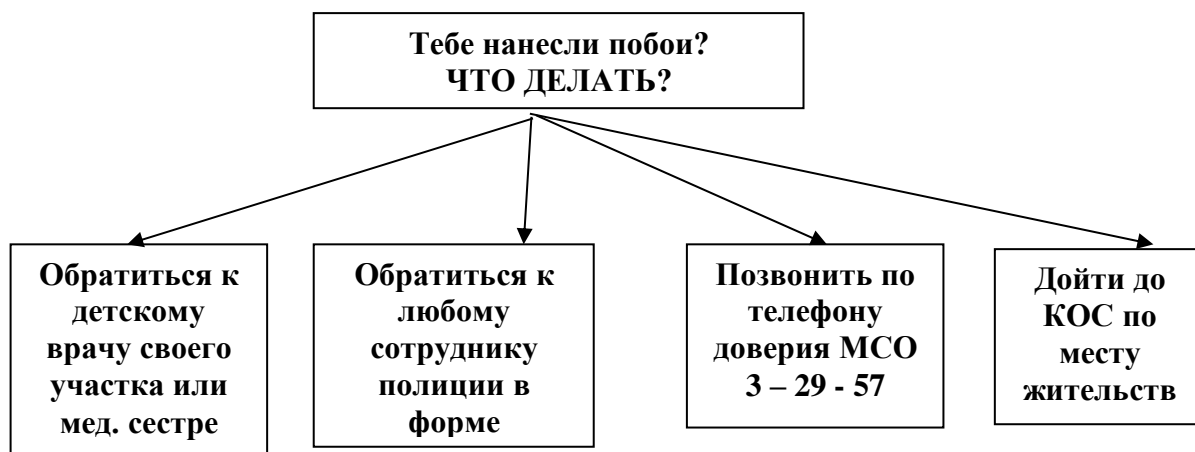 Тебе нанесли побои?
ЧТО ДЕЛАТЬ?
Обратиться к
детскому
врачу своего
участка или
мед. сестре
Обратиться к
любому
сотруднику
полиции в
форме
Позвонить по
телефону
доверия МСО
3 – 29 - 57
Дойти до
КОС по
месту
жительств